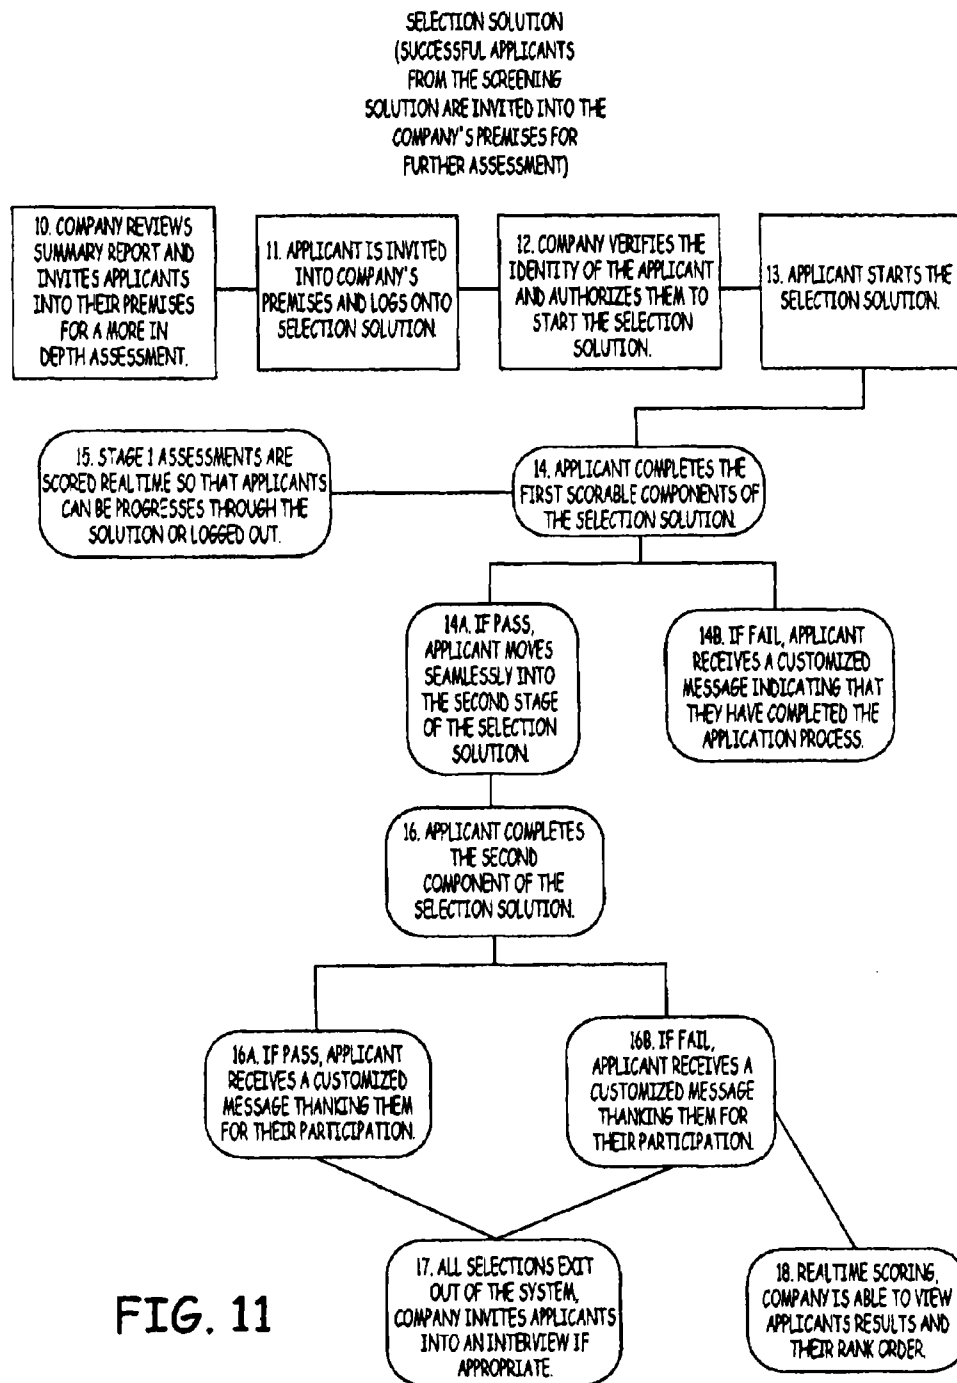 SELECTION SOLUTION
(SUCCESSFUL APPLICANTS
FROM THE SCREENING
SOLUTION ARE INVITED INTO THE
COMPANY'S PREMISES FOR
FURTHER ASSESSMENT)
10. COMPANY REVIEWS
SUMMARY REPORT AND
INVITES APPLICANTS
INTO THEIR PREMISES
FOR A MORE IN
DEPTH ASSESSMENT.
11. APPLICANT IS INVITED
INTO COMPANY'S
PREMISES AND LOGS ONTO
SELECTION SOLUTION.
12. COMPANY VERIFIES THE
IDENTITY OF THE APPLICANT
AND AUTHORIZES THEM TO
START THE SELECTION
SOLUTION.
13. APPLICANT STARTS THE
SELECTION SOLUTION.
15. STAGE 1 ASSESSMENTS ARE
SCORED REALTIME SO THAT APPLICANTS
CAN BE PROGRESSES THROUGH THE
SOLUTION OR LOGGED OUT.
14. APPLICANT COMPLETES THE
FIRST SCORABLE COMPONENTS OF
THE SELECTION SOLUTION.
14A. IF PASS,
APPLICANT MOVES
SEAMLESSLY INTO
THE SECOND STAGE
OF THE SELECTION
SOLUTION.
14B. IF FAIL, APPLICANT
RECEIVES A CUSTOMIZED
MESSAGE INDICATING THAT
THEY HAVE COMPLETED THE
APPLICATION PROCESS.
16. APPLICANT COMPLETES
THE SECOND
COMPONENT OF THE
SELECTION SOLUTION.
16A. IF PASS, APPLICANT
RECEIVES A CUSTOMIZED
MESSAGE THANKING THEM
FOR THEIR PARTICIPATION.
16B. IF FAIL,
APPLICANT RECEIVES A
CUSTOMIZED MESSAGE
THANKING THEM FOR
THEIR PARTICIPATION.
17. ALL SELECTIONS EXIT
OUT OF THE SYSTEM,
COMPANY INVITES APPLICANTS
INTO AN INTERVIEW IF
APPROPRIATE.
18. REALTIME SCORING,
COMPANY IS ABLE TO VIEW
APPLICANTS RESULTS AND
THEIR RANK ORDER.
FIG. 11